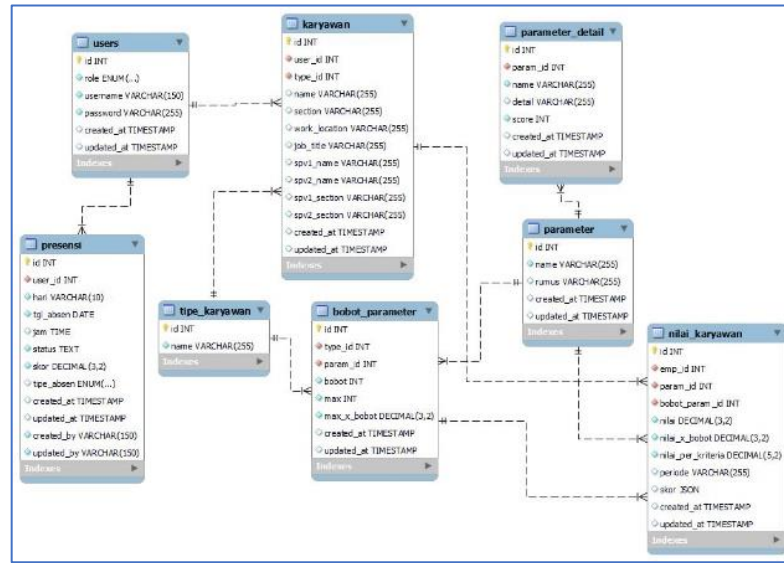 users
id INT
role ENUM(...)
username VARCHAR(150)
password VARCHAR(255)
created_at TIMESTAMP
updated_at TIMESTAMP
Indexes
karyawan
id INT
user_id INT
type_id INT
name VARCHAR(255)
section VARCHAR(255)
work_location VARCHAR(255)
job_title VARCHAR(255)
spv1_name VARCHAR(255)
spv2_name VARCHAR(255)
spv1_section VARCHAR(255)
spv2_section VARCHAR(255)
created_at TIMESTAMP
updated_at TIMESTAMP
Indexes
parameter_detail
id INT
param_id INT
name VARCHAR(255)
detail VARCHAR(255)
score INT
created_at TIMESTAMP
updated_at TIMESTAMP
Indexes
presensi
id INT
user_id INT
hari VARCHAR(10)
tgl_absen DATE
jam TIME
status TEXT
skor DECIMAL(3,2)
tipe_absen ENUM(...)
created_at TIMESTAMP
updated_at TIMESTAMP
created_by VARCHAR(150)
updated_by VARCHAR(150)
Indexes
tipe_karyawan
id INT
name VARCHAR(255)
Indexes
bobot_parameter
id INT
type_id INT
param_id INT
bobot INT
max INT
max_x_bobot DECIMAL(3,2)
created_at TIMESTAMP
updated_at TIMESTAMP
Indexes
parameter
id INT
name VARCHAR(255)
rumus VARCHAR(255)
created_at TIMESTAMP
updated_at TIMESTAMP
Indexes
nilai_karyawan
id INT
emp_id INT
param_id INT
bobot_param_id INT
nilai DECIMAL(3,2)
nilai_x_bobot DECIMAL(3,2)
nilai_per_kriteria DECIMAL(5,2)
periode VARCHAR(255)
skor JSON
created_at TIMESTAMP
updated_at TIMESTAMP
Indexes